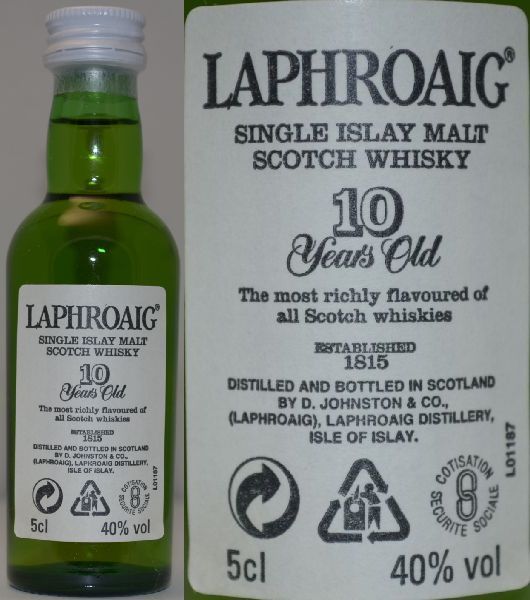 LAPHROAIG®
SINGLE ISLAY MALT
SCOTCH WHISKY
10
Years Old
The most richly flavoured of
all Scotch whiskies
ESTABLISHED
1815
DISTILLED AND BOTTLED IN SCOTLAND
BY D. JOHNSTON & CO.,
(LAPHROAIG), LAPHROAIG DISTILLERY,
ISLE OF ISLAY.
L01187
COTISATION
SECURITE SOCIALE
5cl 40% vol
LAPHROAIG®
SINGLE ISLAY MALT
SCOTCH WHISKY
10
Years Old
The most richly flavoured of
all Scotch whiskies
ESTABLISHED
1815
DISTILLED AND BOTTLED IN SCOTLAND
BY D. JOHNSTON & CO.,
(LAPHROAIG), LAPHROAIG DISTILLERY,
ISLE OF ISLAY.
L01187
COTISATION
SECURITE SOCIALE
5cl 40% vol